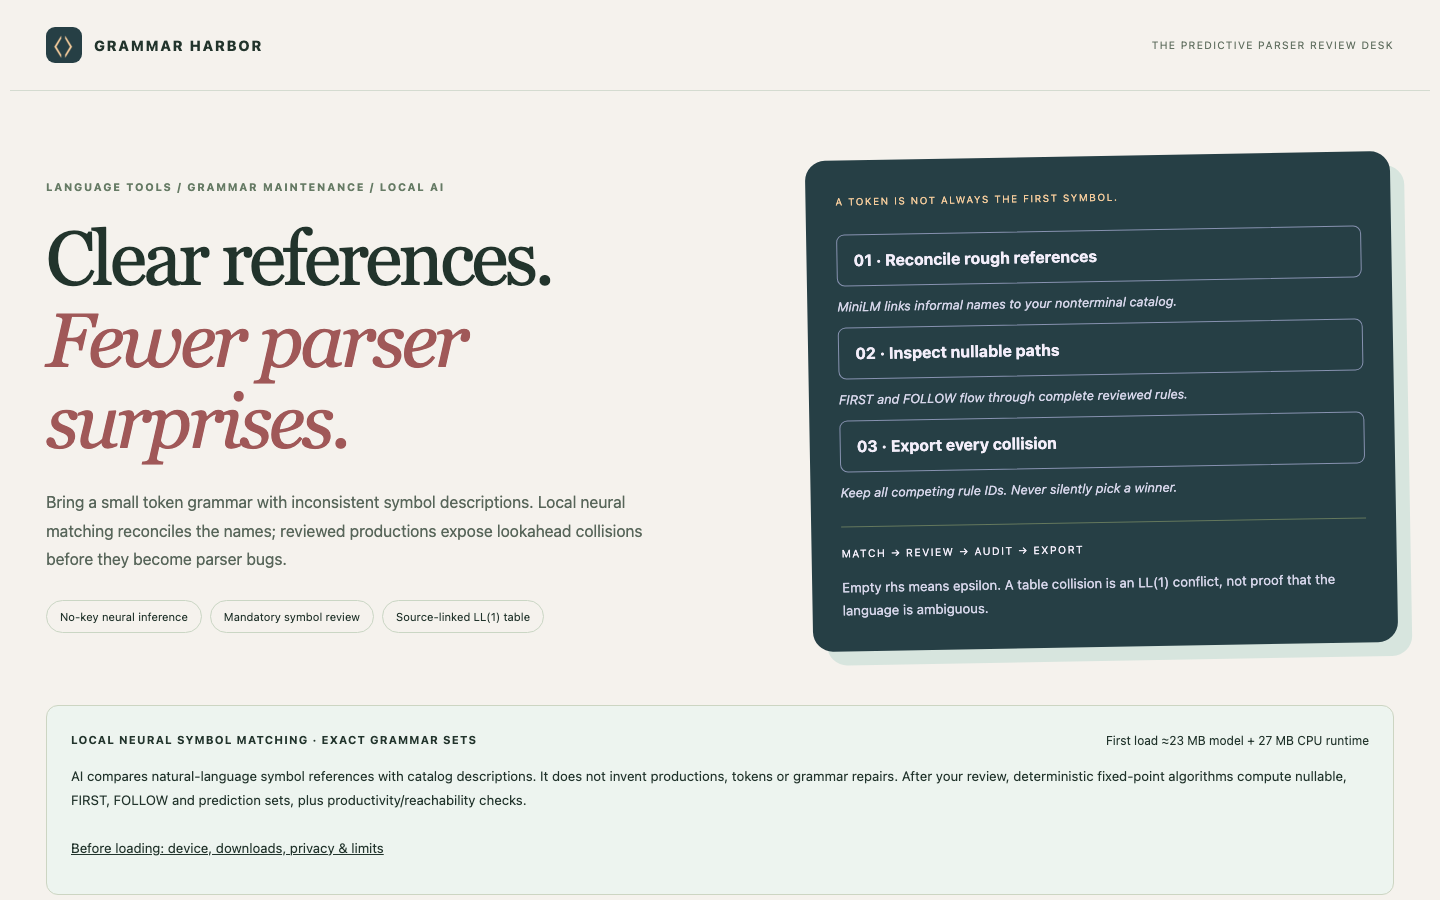 GRAMMAR HARBOR
THE PREDICTIVE PARSER REVIEW DESK
LANGUAGE TOOLS / GRAMMAR MAINTENANCE / LOCAL AI
Clear references.
Fewer parser
surprises.
Bring a small token grammar with inconsistent symbol descriptions. Local neural
matching reconciles the names; reviewed productions expose lookahead collisions
before they become parser bugs.
No-key neural inference
Mandatory symbol review
Source-linked LL(1) table
A TOKEN IS NOT ALWAYS THE FIRST SYMBOL.
01 · Reconcile rough references
MiniLM links informal names to your nonterminal catalog.
02 · Inspect nullable paths
FIRST and FOLLOW flow through complete reviewed rules.
03 · Export every collision
Keep all competing rule IDs. Never silently pick a winner.
MATCH → REVIEW → AUDIT → EXPORT
Empty rhs means epsilon. A table collision is an LL(1) conflict, not proof that the
language is ambiguous.
LOCAL NEURAL SYMBOL MATCHING · EXACT GRAMMAR SETS
First load ≈23 MB model + 27 MB CPU runtime
AI compares natural-language symbol references with catalog descriptions. It does not invent productions, tokens or grammar repairs. After your review, deterministic fixed-point algorithms compute nullable,
FIRST, FOLLOW and prediction sets, plus productivity/reachability checks.
Before loading: device, downloads, privacy & limits